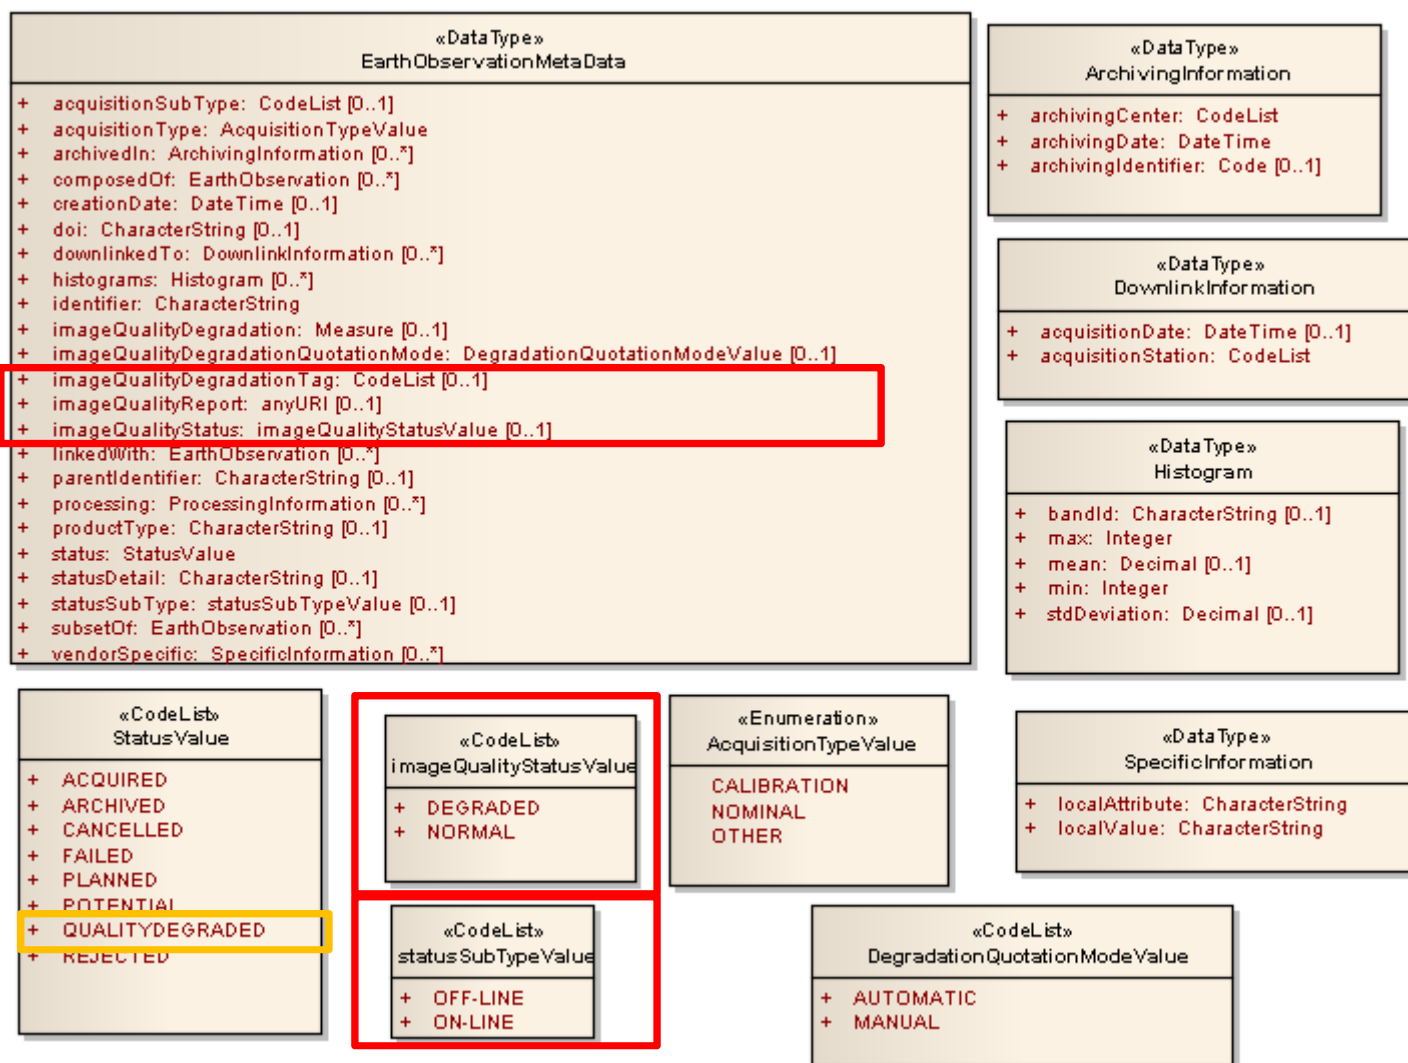 «DataType»
EarthObservationMetaData
+ acquisitionSubType: CodeList [0..1]
+ acquisitionType: AcquisitionTypeValue
+ archivedIn: ArchivingInformation [0..*]
+ composedOf: EarthObservation [0..*]
+ creationDate: DateTime [0..1]
+ doi: CharacterString [0..1]
+ downlinkedTo: DownlinkInformation [0..*]
+ histograms: Histogram [0..*]
+ identifier: CharacterString
+ imageQualityDegradation: Measure [0..1]
+ imageQualityDegradationQuotationMode: DegradationQuotationModeValue [0..1]
+ imageQualityDegradationTag: CodeList [0..1]
+ imageQualityReport: anyURI [0..1]
+ imageQualityStatus: imageQualityStatusValue [0..1]
+ linkedWith: EarthObservation [0..*]
+ parentIdentifier: CharacterString [0..1]
+ processing: ProcessingInformation [0..*]
+ productType: CharacterString [0..1]
+ status: StatusValue
+ statusDetail: CharacterString [0..1]
+ statusSubType: statusSubTypeValue [0..1]
+ subsetOf: EarthObservation [0..*]
+ vendorSpecific: SpecificInformation [0..*]
«DataType»
ArchivingInformation
+ archivingCenter: CodeList
+ archivingDate: DateTime
+ archivingIdentifier: Code [0..1]
«DataType»
DownlinkInformation
+ acquisitionDate: DateTime [0..1]
+ acquisitionStation: CodeList
«DataType»
Histogram
+ bandId: CharacterString [0..1]
+ max: Integer
+ mean: Decimal [0..1]
+ min: Integer
+ stdDeviation: Decimal [0..1]
«CodeList»
StatusValue
+ ACQUIRED
+ ARCHIVED
+ CANCELLED
+ FAILED
+ PLANNED
+ POTENTIAL
+ QUALITYDEGRADED
+ REJECTED
«CodeList»
imageQualityStatusValue
+ DEGRADED
+ NORMAL
«CodeList»
statusSubTypeValue
+ OFF-LINE
+ ON-LINE
«Enumeration»
AcquisitionTypeValue
CALIBRATION
NOMINAL
OTHER
«DataType»
SpecificInformation
+ localAttribute: CharacterString
+ localValue: CharacterString
«CodeList»
DegradationQuotationModeValue
+ AUTOMATIC
+ MANUAL